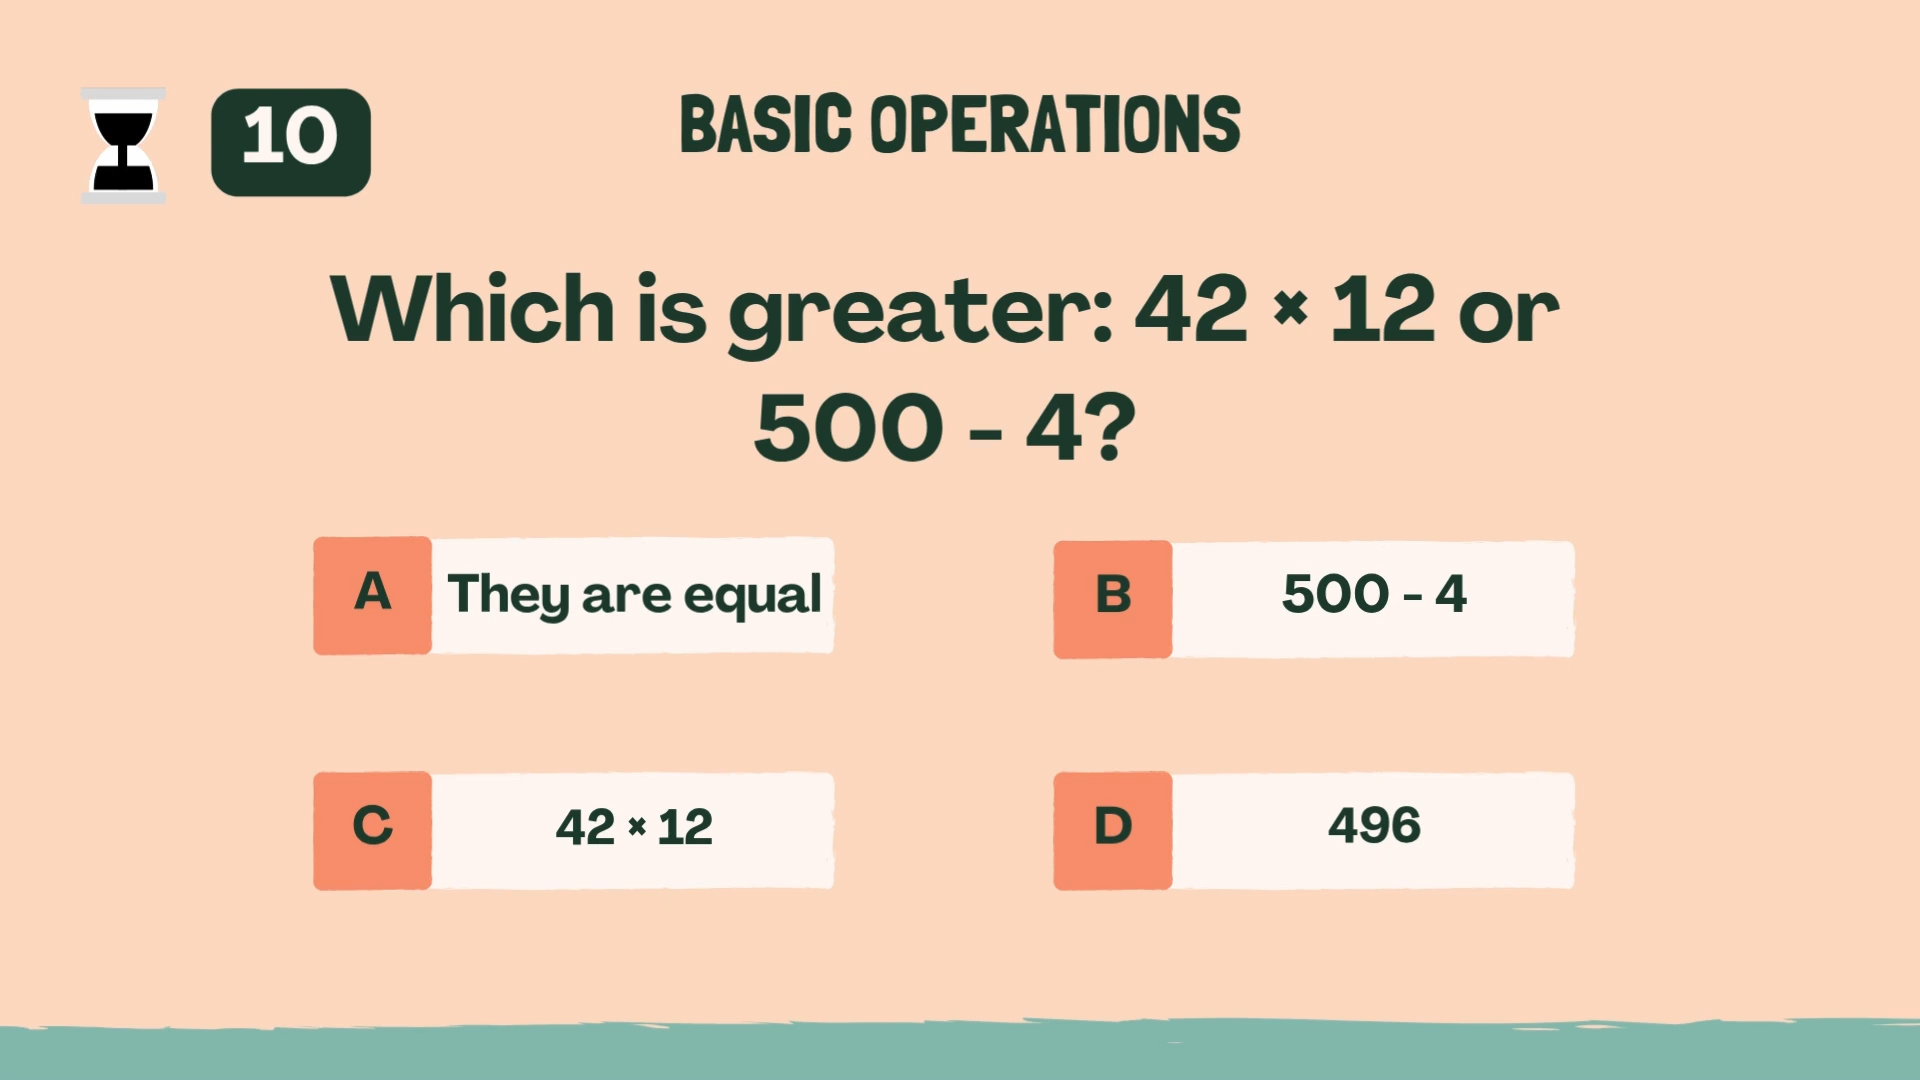 10
BASIC OPERATIONS
Which is greater: 42 × 12 or
500 - 4?
A They are equal
B 500 - 4
C 42 × 12
D 496